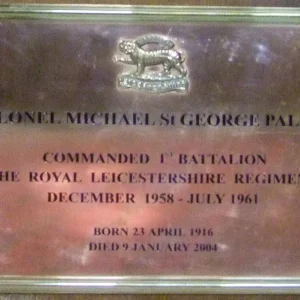 LONEL MICHAEL St GEORGE PAL
COMMANDED 1st BATTALION
HE ROYAL LEICESTERSHIRE REGIMEN
DECEMBER 1958 - JULY 1961
BORN 23 APRIL 1916
DIED 9 JANUARY 2004